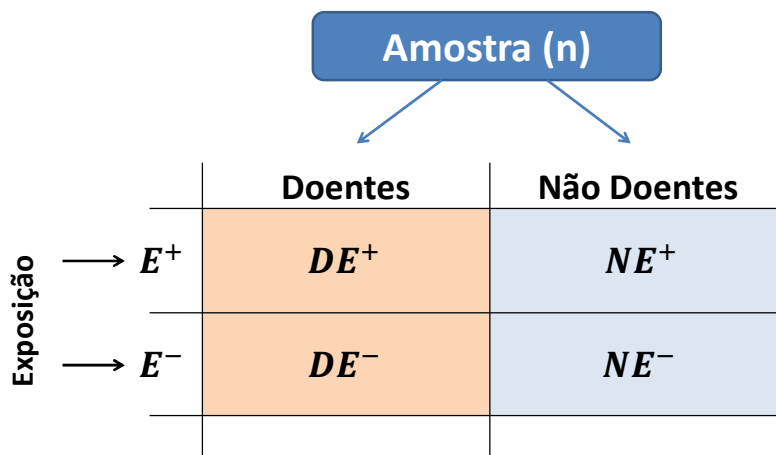 Amostra (n)
Doentes Não Doentes
Exposição
E⁺ DE⁺ NE⁺
E⁻ DE⁻ NE⁻